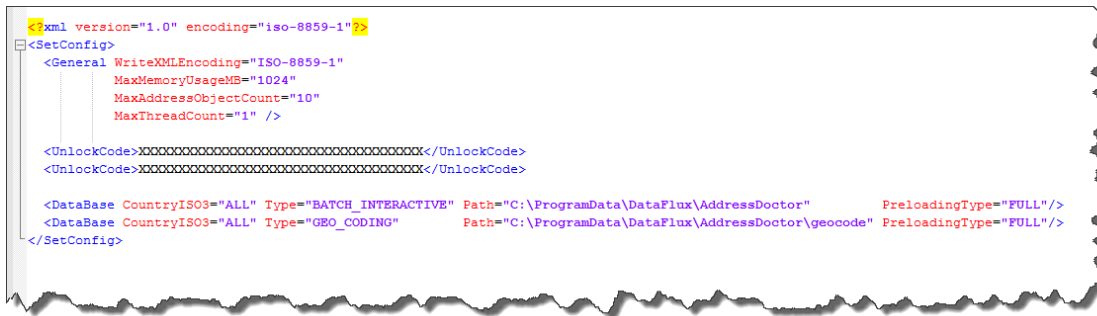 <?xml version="1.0" encoding="iso-8859-1"?>
<SetConfig>
<General WriteXMLEncoding="ISO-8859-1"
MaxMemoryUsageMB="1024"
MaxAddressObjectCount="10"
MaxThreadCount="1" />
<UnlockCode>XXXXXXXXXXXXXXXXXXXXXXXXXXXXXXXXXXXX</UnlockCode>
<UnlockCode>XXXXXXXXXXXXXXXXXXXXXXXXXXXXXXXXXXXX</UnlockCode>
<DataBase CountryISO3="ALL" Type="BATCH_INTERACTIVE" Path="C:\ProgramData\DataFlux\AddressDoctor" PreloadingType="FULL"/>
<DataBase CountryISO3="ALL" Type="GEO_CODING" Path="C:\ProgramData\DataFlux\AddressDoctor\geocode" PreloadingType="FULL"/>
</SetConfig>